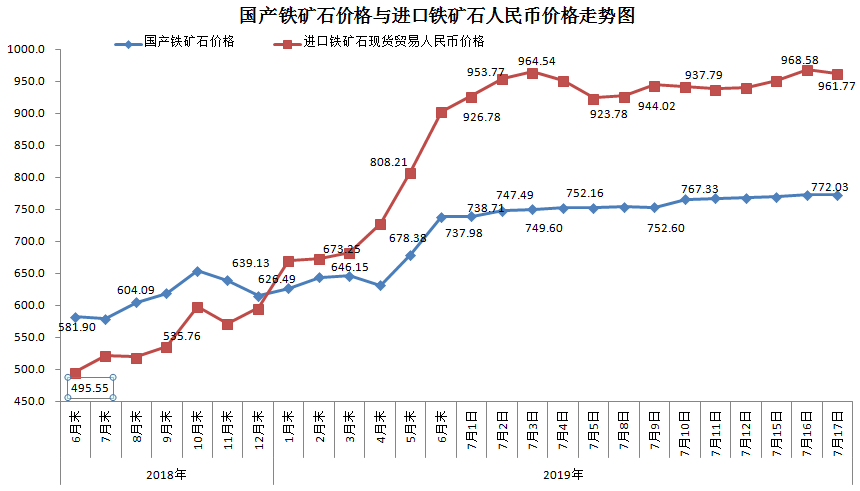 国产铁矿石价格与进口铁矿石人民币价格走势图
国产铁矿石价格 进口铁矿石现货贸易人民币价格
1000.0
950.0
900.0
850.0
800.0
750.0
700.0
650.0
600.0
550.0
500.0
450.0
953.77 964.54 968.58
926.78 923.78 944.02 937.79 961.77
808.21
738.71 747.49 752.16 767.33 772.03
678.38 737.98 749.60 752.60
604.09 639.13 626.49 673.25 646.15
581.90 535.76
495.55
6月末 7月末 8月末 9月末 10月末 11月末 12月末 1月末 2月末 3月末 4月末 5月末 6月末 7月1日 7月2日 7月3日 7月4日 7月5日 7月8日 7月9日 7月10日 7月11日 7月12日 7月15日 7月16日 7月17日
2018年 2019年